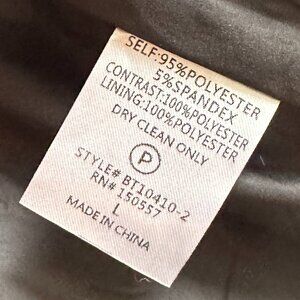 SELF:95%POLYESTER
5%SPANDEX
CONTRAST:100%POLYESTER
LINING:100%POLYESTER
DRY CLEAN ONLY
P
STYLE# BT10410-2
RN# 150557
L
MADE IN CHINA